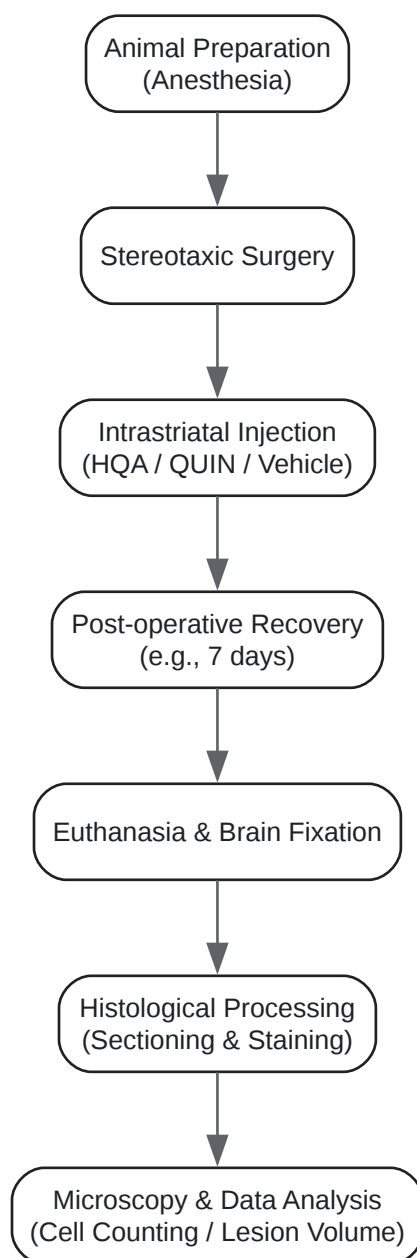 Animal Preparation
(Anesthesia)
Stereotaxic Surgery
Intrastriatal Injection
(HQA / QUIN / Vehicle)
Post-operative Recovery
(e.g., 7 days)
Euthanasia & Brain Fixation
Histological Processing
(Sectioning & Staining)
Microscopy & Data Analysis
(Cell Counting / Lesion Volume)